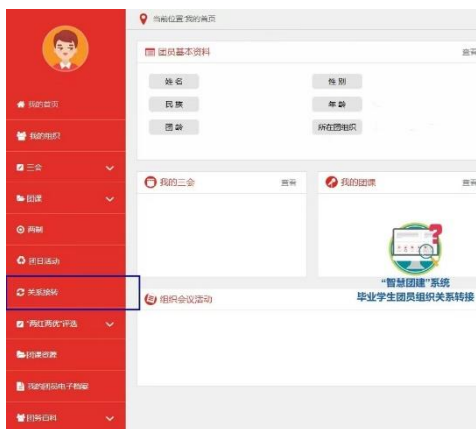 当前位置:我的首页
团员基本资料
查看
姓名
性别
民族
年龄
团龄
所在团组织
我的首页
我的组织
三会
团课
两制
团日活动
关系接转
“两红两优”评选
团课资源
我的团员电子档案
团务百科
我的三会
查看
我的团课
查看
“智慧团建”系统
毕业学生团员组织关系转接
组织会议活动